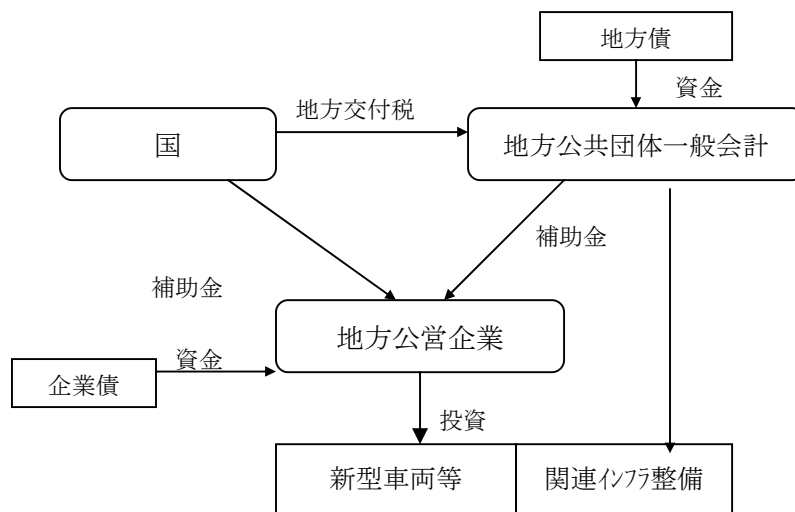 地方債
資金
地方交付税
国
地方公共団体一般会計
補助金
補助金
地方公営企業
資金
企業債
投資
新型車両等
関連ｲﾝﾌﾗ整備